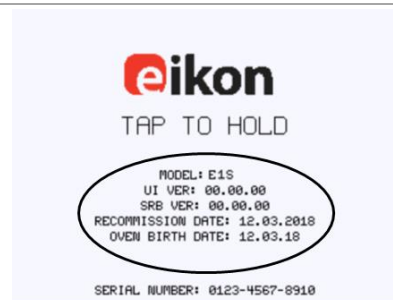 eikon
TAP TO HOLD
MODEL: E1S
UI VER: 00.00.00
SRB VER: 00.00.00
RECOMMISSION DATE: 12.03.2018
OVEN BIRTH DATE: 12.03.18
SERIAL NUMBER: 0123-4567-8910